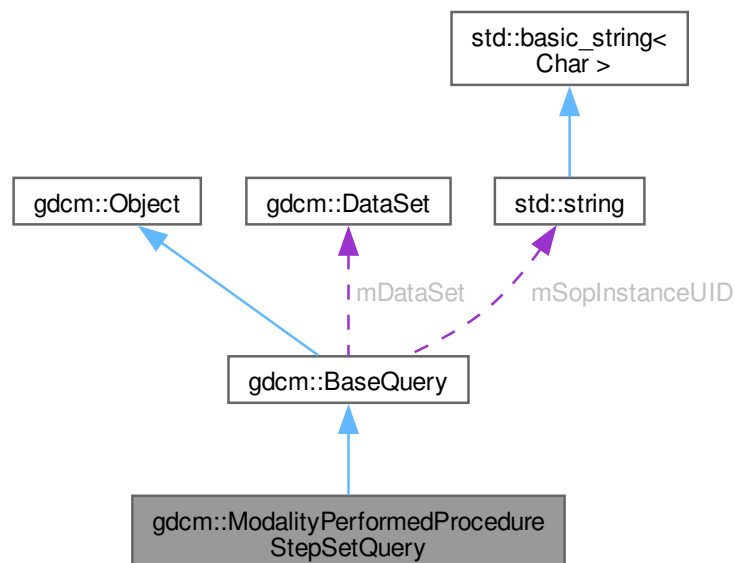 std::basic_string<
Char >
gdcm::Object
gdcm::DataSet
std::string
mDataSet
mSopInstanceUID
gdcm::BaseQuery
gdcm::ModalityPerformedProcedure
StepSetQuery